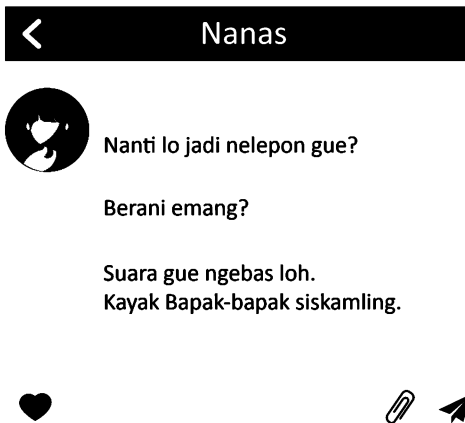 Nanas
Nanti lo jadi nelepon gue?
Berani emang?
Suara gue ngebas loh.
Kayak Bapak-bapak siskamling.